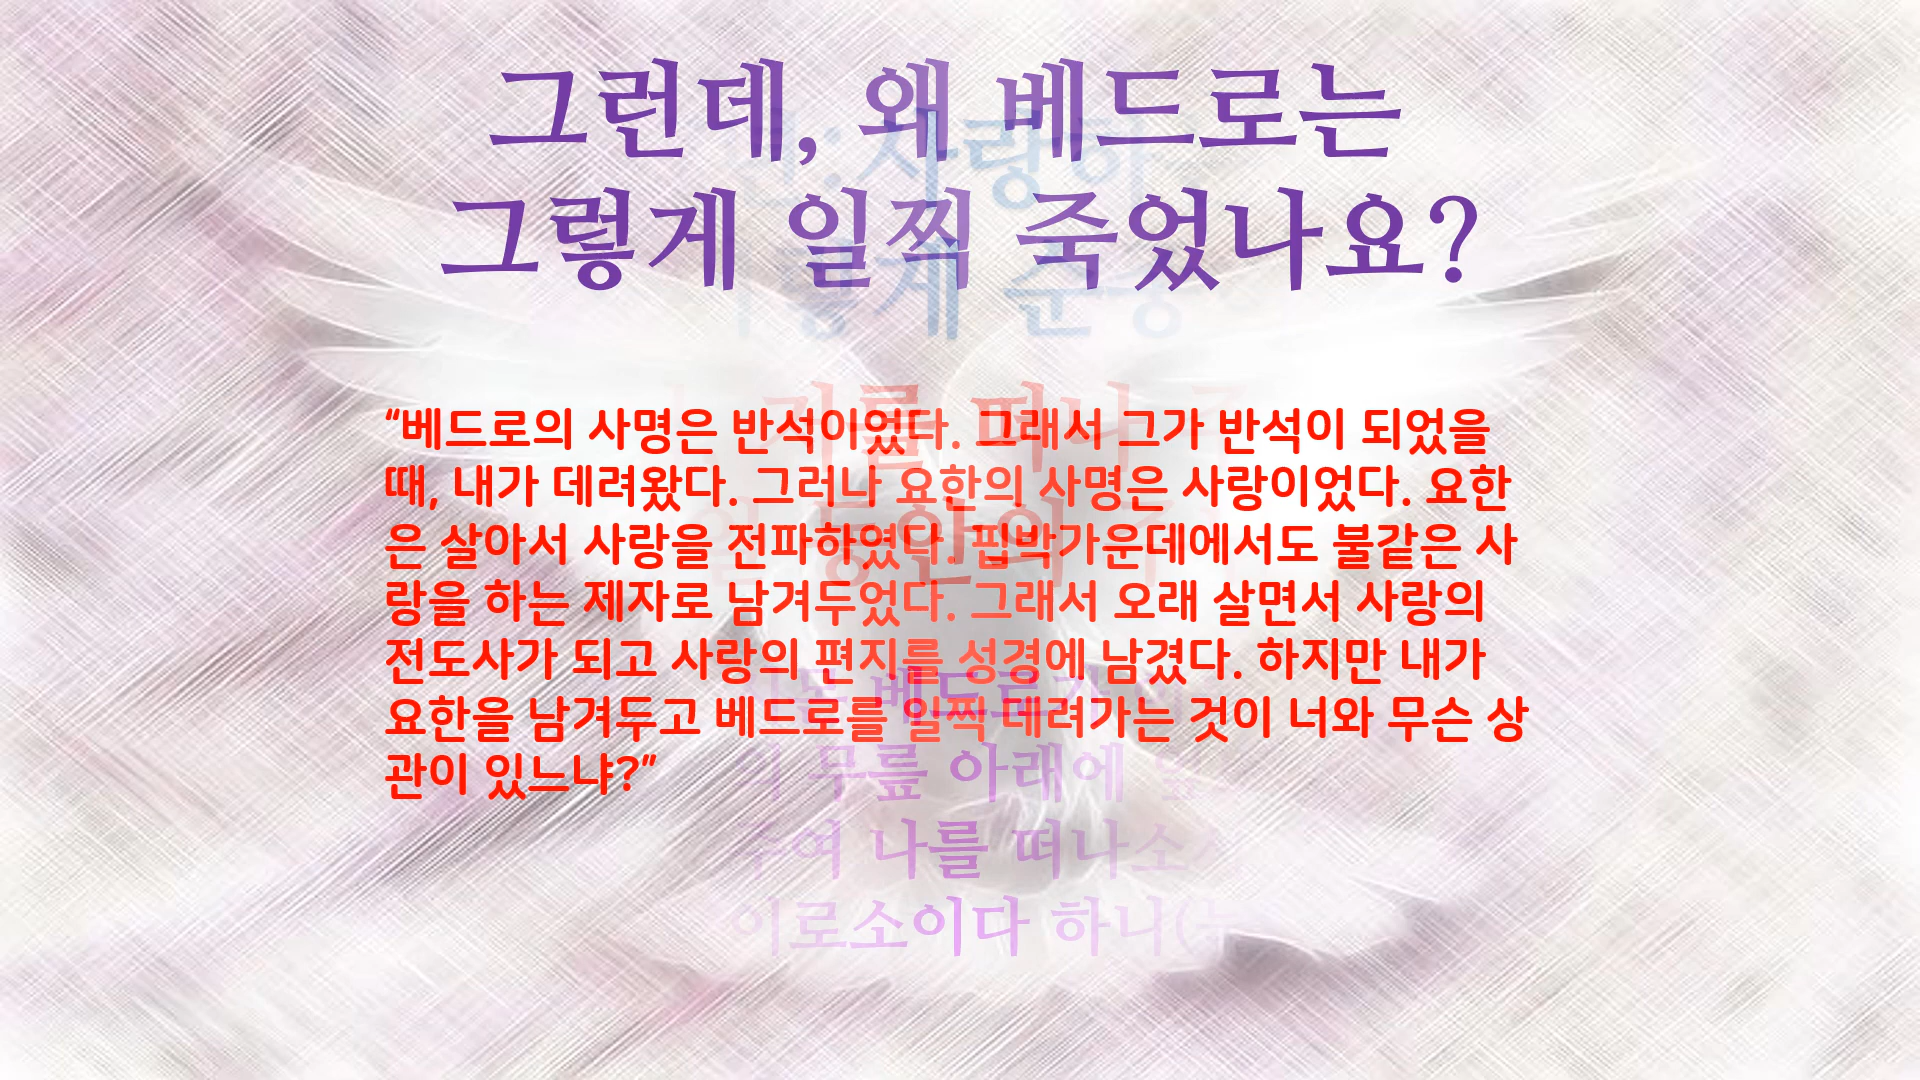 그런데, 왜 베드로는
그렇게 일찍 죽었나요?
“베드로의 사명은 반석이었다. 그래서 그가 반석이 되었을
때, 내가 데려왔다. 그러나 요한의 사명은 사랑이었다. 요한
은 살아서 사랑을 전파하였다. 핍박가운데에서도 불같은 사
랑을 하는 제자로 남겨두었다. 그래서 오래 살면서 사랑의
전도사가 되고 사랑의 편지를 성경에 남겼다. 하지만 내가
요한을 남겨두고 베드로를 일찍 데려가는 것이 너와 무슨 상
관이 있느냐?”
무릎 아래에
주여 나를 떠나소서
이로소이다 하니